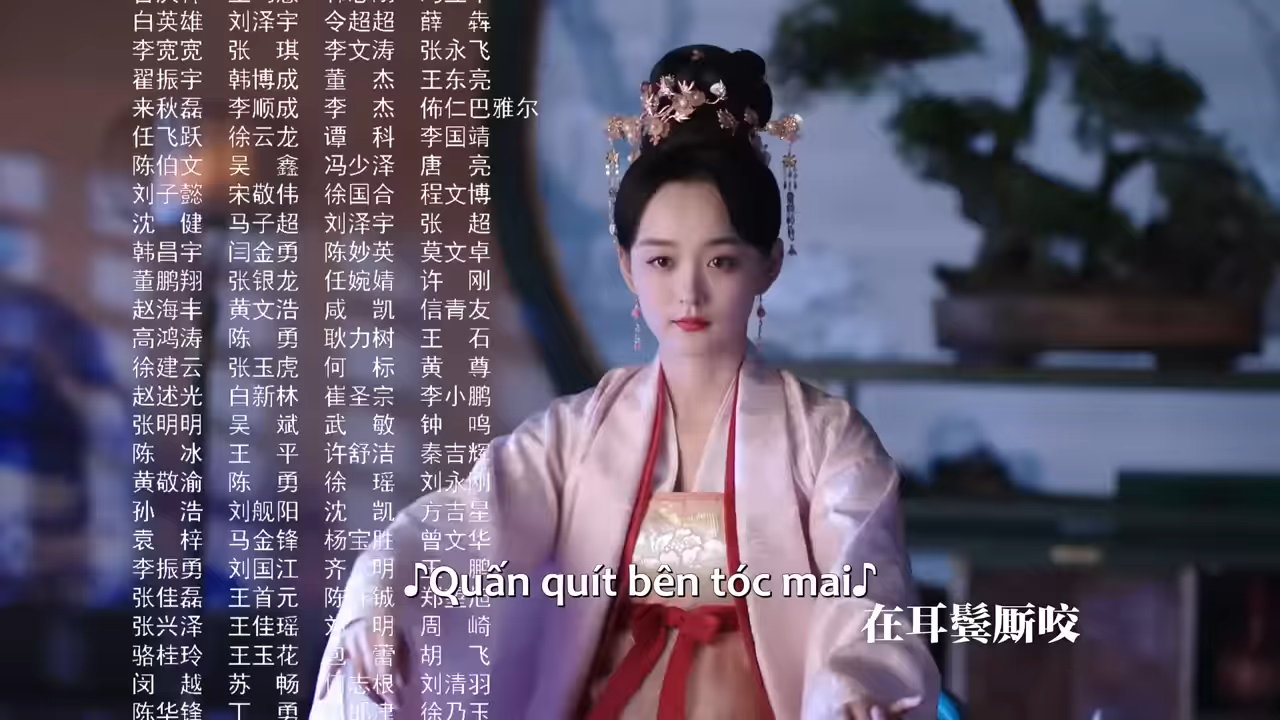 白英雄 刘泽宇 令超超 薛犇
李宽宽 张琪 李文涛 张永飞
翟振宇 韩博成 董杰 王东亮
来秋磊 李顺成 李杰 佈仁巴雅尔
任飞跃 徐云龙 谭科 李国靖
陈伯文 吴鑫 冯少泽 唐亮
刘子懿 宋敬伟 徐国合 程文博
沈健 马子超 刘泽宇 张超
韩昌宇 闫金勇 陈妙英 莫文卓
董鹏翔 张银龙 任婉婧 许刚
赵海丰 黄文浩 咸凯 信青友
高鸿涛 陈勇 耿力树 王石
徐建云 张玉虎 何标 黄尊
赵述光 白新林 崔圣宗 李小鹏
张明明 吴斌 武敏 钟鸣
陈冰 王平 许舒洁 秦吉辉
黄敬渝 陈勇 徐瑶 刘永刚
孙浩 刘舰阳 沈凯 方吉星
袁梓 马金锋 杨宝胜 曾文华
李振勇 刘国江 齐明 鹏
张佳磊 王首元 陈铖 郑
♪Quấn quít bên tóc mai♪
在耳鬓厮咬
张兴泽 王佳瑶 刘明 周崎
骆桂玲 王玉花 包蕾 胡飞
闵越 苏畅 志根 刘清羽
陈华锋 丁勇 津 徐乃玉